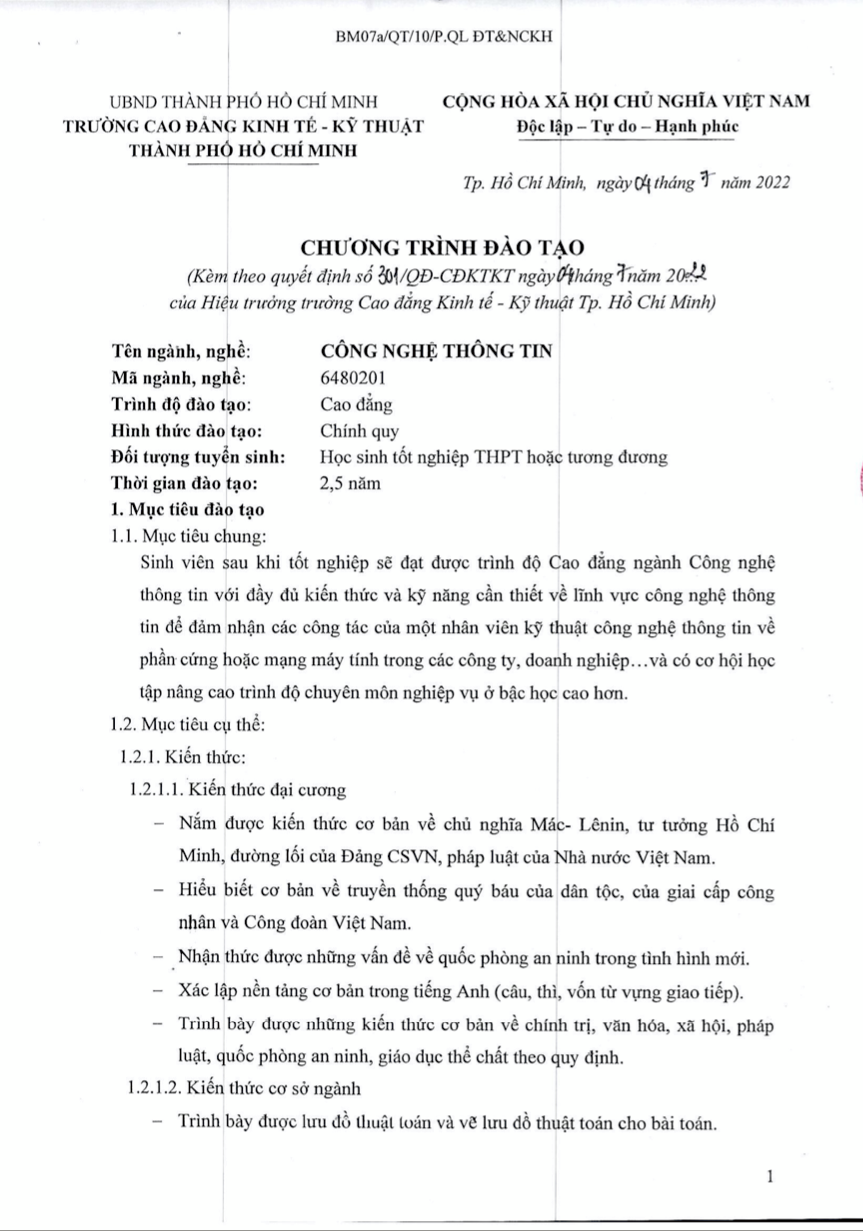 BM07a/QT/10/P.QL ĐT&NCKH
UBND THÀNH PHỐ HỒ CHÍ MINH
TRƯỜNG CAO ĐẲNG KINH TẾ - KỸ THUẬT
THÀNH PHỐ HỒ CHÍ MINH
CỘNG HÒA XÃ HỘI CHỦ NGHĨA VIỆT NAM
Độc lập – Tự do – Hạnh phúc
Tp. Hồ Chí Minh, ngày 04 tháng 7 năm 2022
CHƯƠNG TRÌNH ĐÀO TẠO
(Kèm theo quyết định số 301/QĐ-CĐKTKT ngày 04 tháng 7 năm 2022
của Hiệu trưởng trường Cao đẳng Kinh tế - Kỹ thuật Tp. Hồ Chí Minh)
Tên ngành, nghề: CÔNG NGHỆ THÔNG TIN
Mã ngành, nghề: 6480201
Trình độ đào tạo: Cao đẳng
Hình thức đào tạo: Chính quy
Đối tượng tuyển sinh: Học sinh tốt nghiệp THPT hoặc tương đương
Thời gian đào tạo: 2,5 năm
1. Mục tiêu đào tạo
1.1. Mục tiêu chung:
Sinh viên sau khi tốt nghiệp sẽ đạt được trình độ Cao đẳng ngành Công nghệ
thông tin với đầy đủ kiến thức và kỹ năng cần thiết về lĩnh vực công nghệ thông
tin để đảm nhận các công tác của một nhân viên kỹ thuật công nghệ thông tin về
phần cứng hoặc mạng máy tính trong các công ty, doanh nghiệp…và có cơ hội học
tập nâng cao trình độ chuyên môn nghiệp vụ ở bậc học cao hơn.
1.2. Mục tiêu cụ thể:
1.2.1. Kiến thức:
1.2.1.1. Kiến thức đại cương
– Nắm được kiến thức cơ bản về chủ nghĩa Mác- Lênin, tư tưởng Hồ Chí
Minh, đường lối của Đảng CSVN, pháp luật của Nhà nước Việt Nam.
– Hiểu biết cơ bản về truyền thống quý báu của dân tộc, của giai cấp công
nhân và Công đoàn Việt Nam.
– Nhận thức được những vấn đề về quốc phòng an ninh trong tình hình mới.
– Xác lập nền tảng cơ bản trong tiếng Anh (câu, thì, vốn từ vựng giao tiếp).
– Trình bày được những kiến thức cơ bản về chính trị, văn hóa, xã hội, pháp
luật, quốc phòng an ninh, giáo dục thể chất theo quy định.
1.2.1.2. Kiến thức cơ sở ngành
– Trình bày được lưu đồ thuật toán và vẽ lưu đồ thuật toán cho bài toán.
1